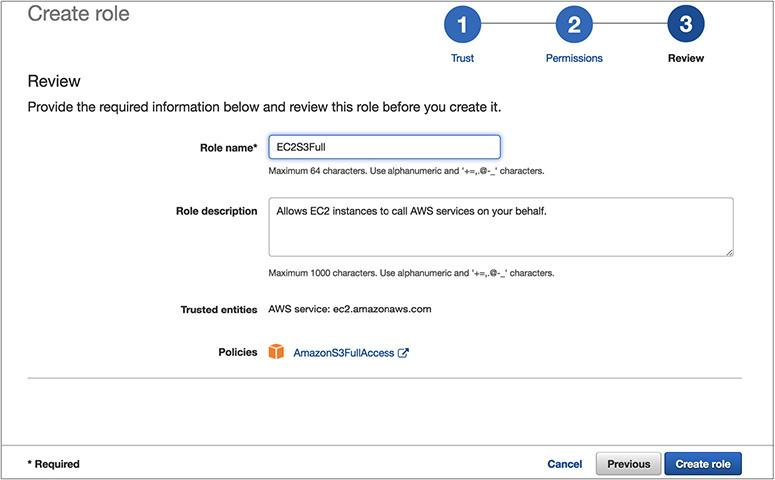 Create role
1 2 3
Trust Permissions Review
Review
Provide the required information below and review this role before you create it.
Role name* EC2S3Full
Maximum 64 characters. Use alphanumeric and '+=,.@-_' characters.
Role description Allows EC2 instances to call AWS services on your behalf.
Maximum 1000 characters. Use alphanumeric and '+=,.@-_' characters.
Trusted entities AWS service: ec2.amazonaws.com
Policies AmazonS3FullAccess
* Required Cancel Previous Create role